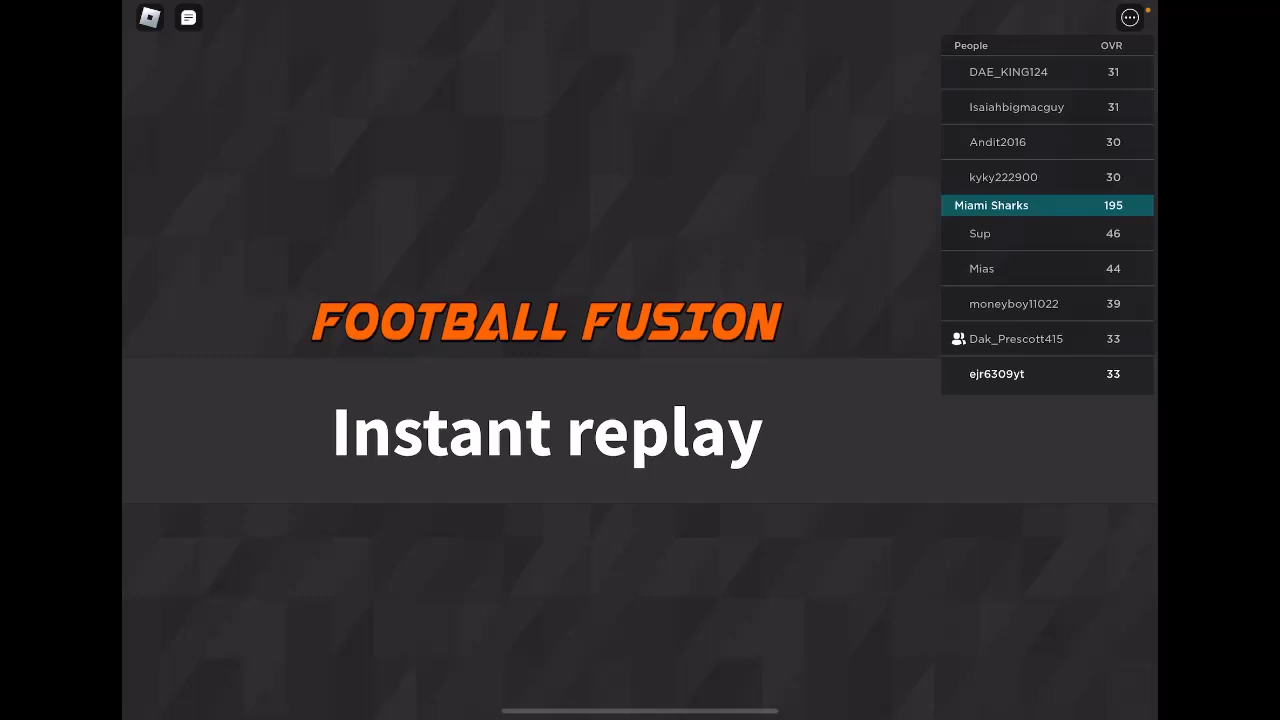 People OVR
DAE_KING124 31
Isaiahbigmacguy 31
Andit2016 30
kyky222900 30
Miami Sharks 195
Sup 46
Mias 44
moneyboy11022 39
Dak_Prescott415 33
ejr6309yt 33
FOOTBALL FUSION
Instant replay